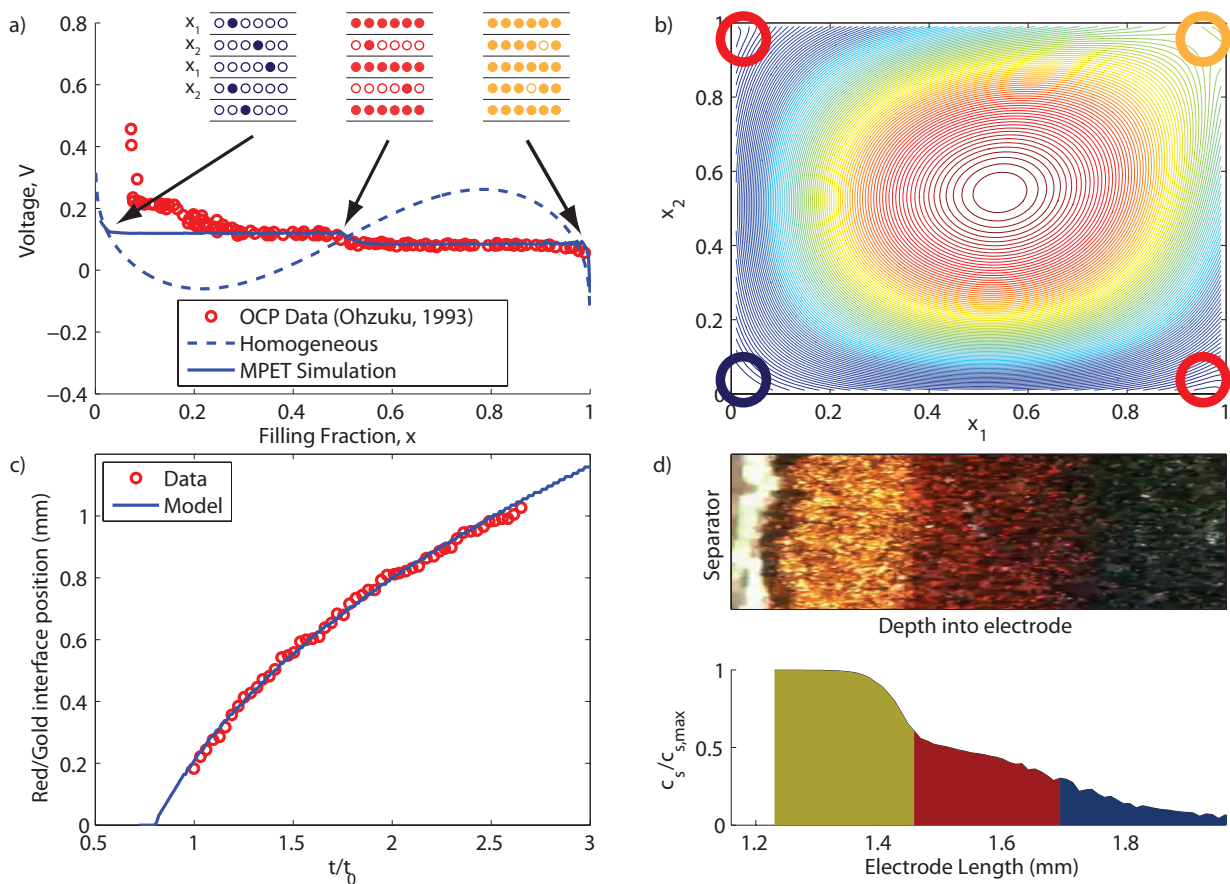 a)
x₁
x₂
x₁
x₂
0.8
0.6
0.4
0.2
0
−0.2
−0.4
Voltage, V
OCP Data (Ohzuku, 1993)
Homogeneous
MPET Simulation
0 0.2 0.4 0.6 0.8 1
Filling Fraction, x
b)
1
0.8
0.6
0.4
0.2
0
x₂
0 0.2 0.4 0.6 0.8 1
x₁
c)
Data
Model
1
0.8
0.6
0.4
0.2
0
Red/Gold interface position (mm)
0.5 1 1.5 2 2.5 3
t/t₀
d)
Separator
Depth into electrode
1
0.5
0
c_s/c_s,max
1.2 1.4 1.6 1.8
Electrode Length (mm)